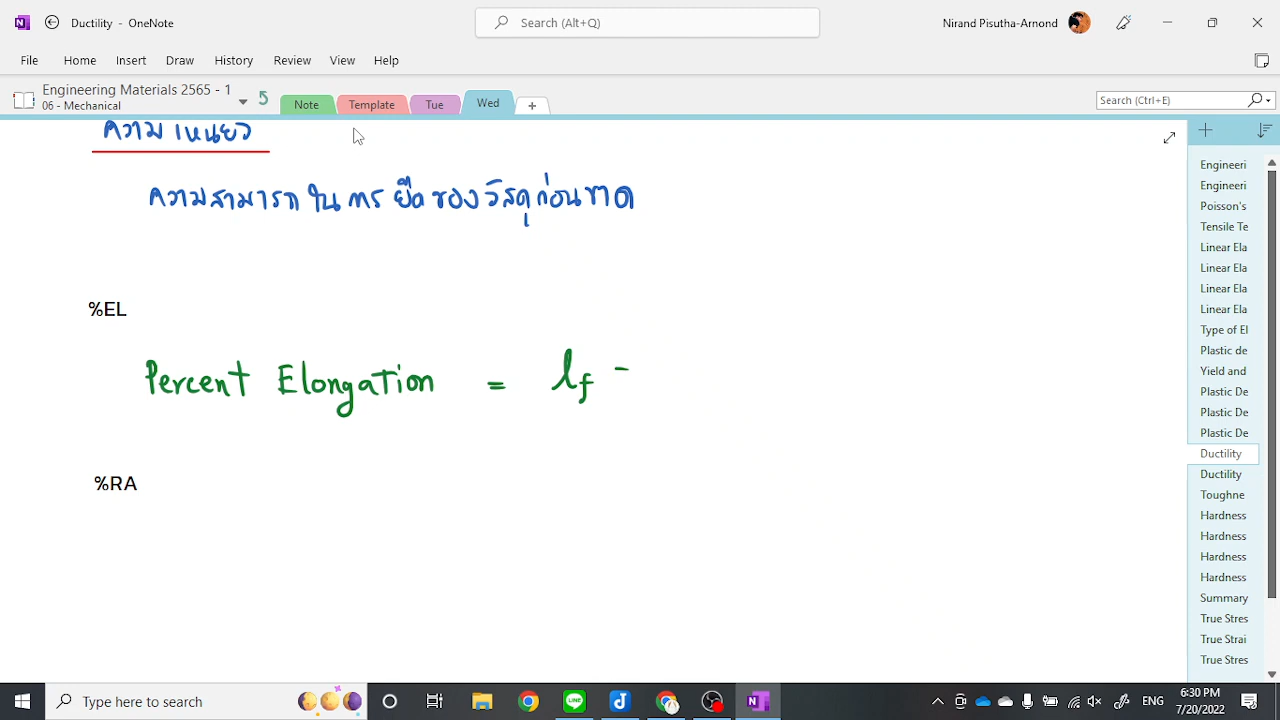 Ductility - OneNote
Search (Alt+Q)
Nirand Pisutha-Arnond
File Home Insert Draw History Review View Help
Engineering Materials 2565 - 1
06 - Mechanical
Note Template Tue Wed +
Search (Ctrl+E)
ความเหนียว
ความสามารถในการยืดของวัสดุก่อนขาด
%EL
Percent Elongation = lf -
%RA
Engineeri
Engineeri
Poisson's
Tensile Te
Linear Ela
Linear Ela
Linear Ela
Linear Ela
Type of El
Plastic de
Yield and
Plastic De
Plastic De
Plastic De
Ductility
Ductility
Toughne
Hardness
Hardness
Hardness
Hardness
Summary
True Stres
True Strai
True Stres
Type here to search
ENG
6:30 PM
7/20/2022